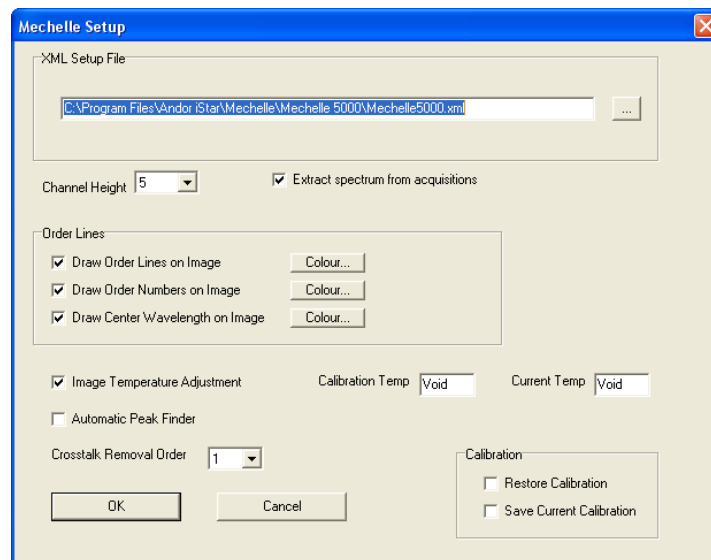 Mechelle Setup
XML Setup File
C:\Program Files\Andor iStar\Mechelle\Mechelle 5000\Mechelle5000.xml
...
Channel Height 5
Extract spectrum from acquisitions
Order Lines
Draw Order Lines on Image Colour...
Draw Order Numbers on Image Colour...
Draw Center Wavelength on Image Colour...
Image Temperature Adjustment Calibration Temp Void Current Temp Void
Automatic Peak Finder
Crosstalk Removal Order 1
Calibration
Restore Calibration
Save Current Calibration
OK Cancel